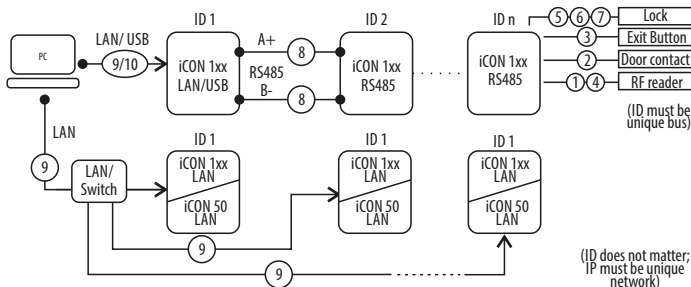 ID 1
ID 2
ID n
5 6 7 Lock
3 Exit Button
2 Door contact
1 4 RF reader
PC
LAN/ USB
9/10
iCON 1xx
LAN/USB
A+
8
RS485
B-
8
iCON 1xx
RS485
iCON 1xx
RS485
(ID must be
unique bus)
LAN
9
LAN/
Switch
ID 1
iCON 1xx
LAN
iCON 50
LAN
ID 1
iCON 1xx
LAN
iCON 50
LAN
ID 1
iCON 1xx
LAN
iCON 50
LAN
9
9
(ID does not matter;
IP must be unique
network)